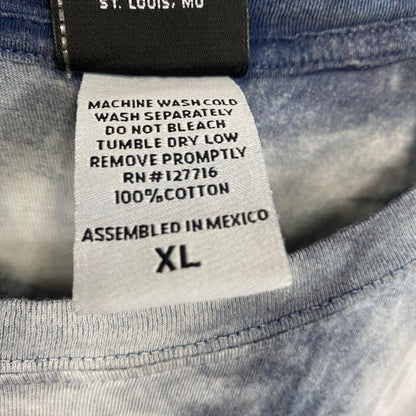 ST. LOUIS, MO
MACHINE WASH COLD
WASH SEPARATELY
DO NOT BLEACH
TUMBLE DRY LOW
REMOVE PROMPTLY
RN#127716
100%COTTON
ASSEMBLED IN MEXICO
XL